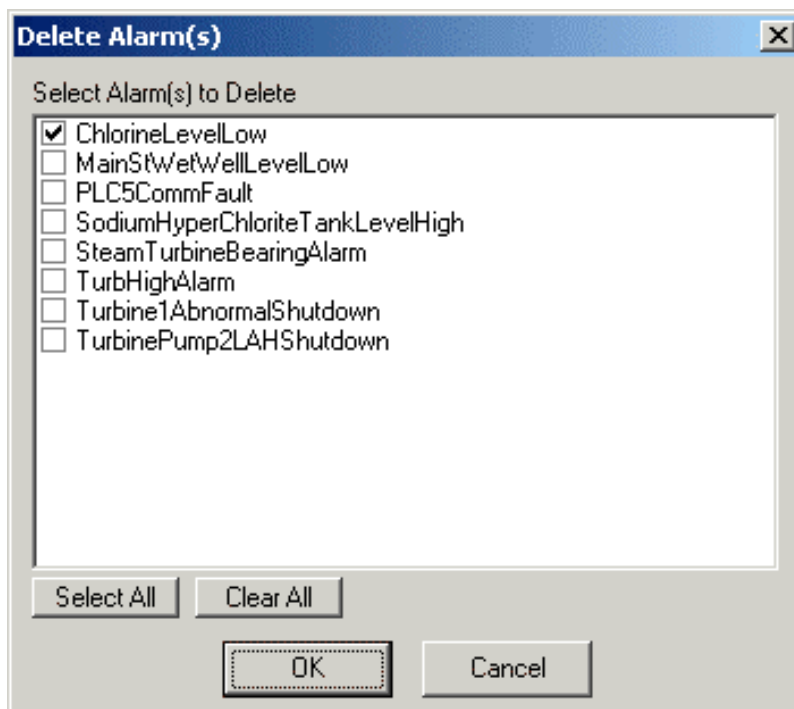 Delete Alarm(s)
Select Alarm(s) to Delete
ChlorineLevelLow
MainStWetWellLevelLow
PLC5CommFault
SodiumHyperChloriteTankLevelHigh
SteamTurbineBearingAlarm
TurbHighAlarm
Turbine1AbnormalShutdown
TurbinePump2LAHShutdown
Select All Clear All
OK Cancel